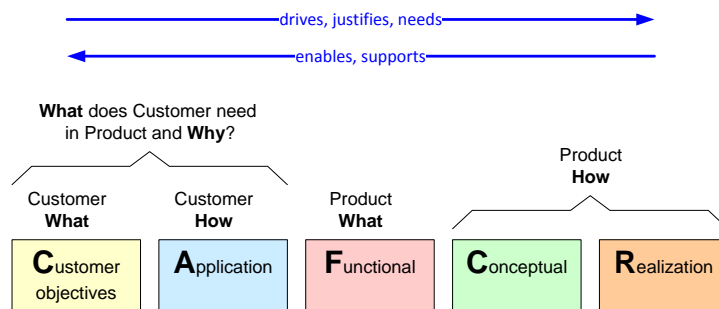 drives, justifies, needs
enables, supports
What does Customer need
in Product and Why?
Product
How
Customer
What
Customer
How
Product
What
Customer
objectives
Application
Functional
Conceptual
Realization